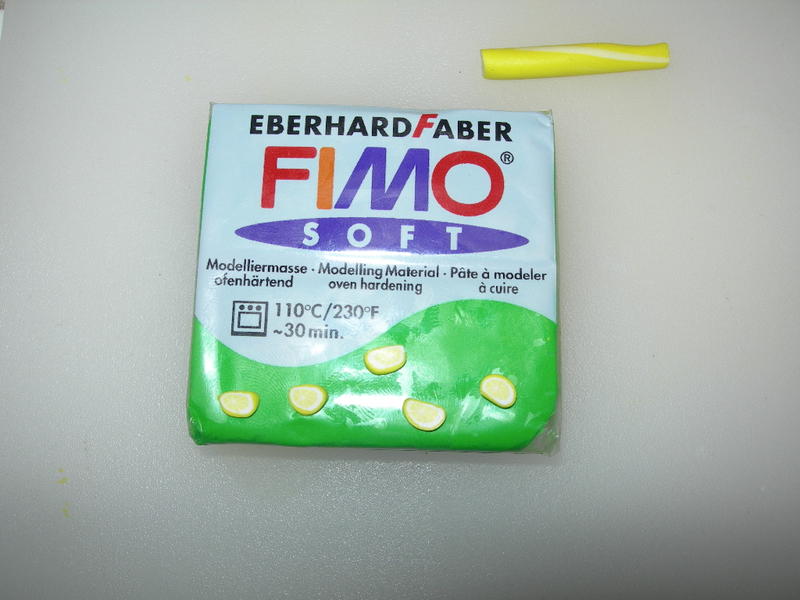 EBERHARDFABER
FIMO®
SOFT
Modelliermasse · Modelling Material · Pâte à modeler
ofenhärtend oven hardening à cuire
110°C/230°F
~30 min.